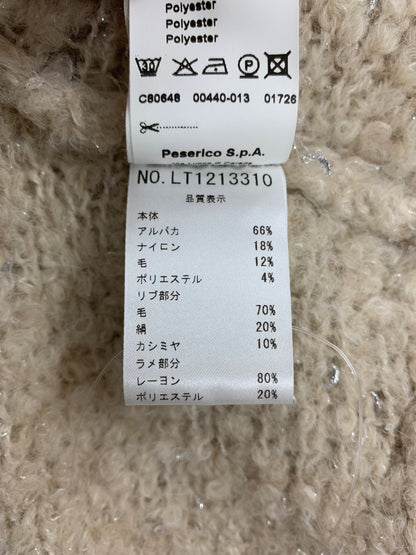 Polyester
Polyester
Polyester
30 P
C80648 00440-013 01726
Peserico S.p.A.
NO. LT1213310
品質表示
本体
アルパカ 66%
ナイロン 18%
毛 12%
ポリエステル 4%
リブ部分
毛 70%
絹 20%
カシミヤ 10%
ラメ部分
レーヨン 80%
ポリエステル 20%